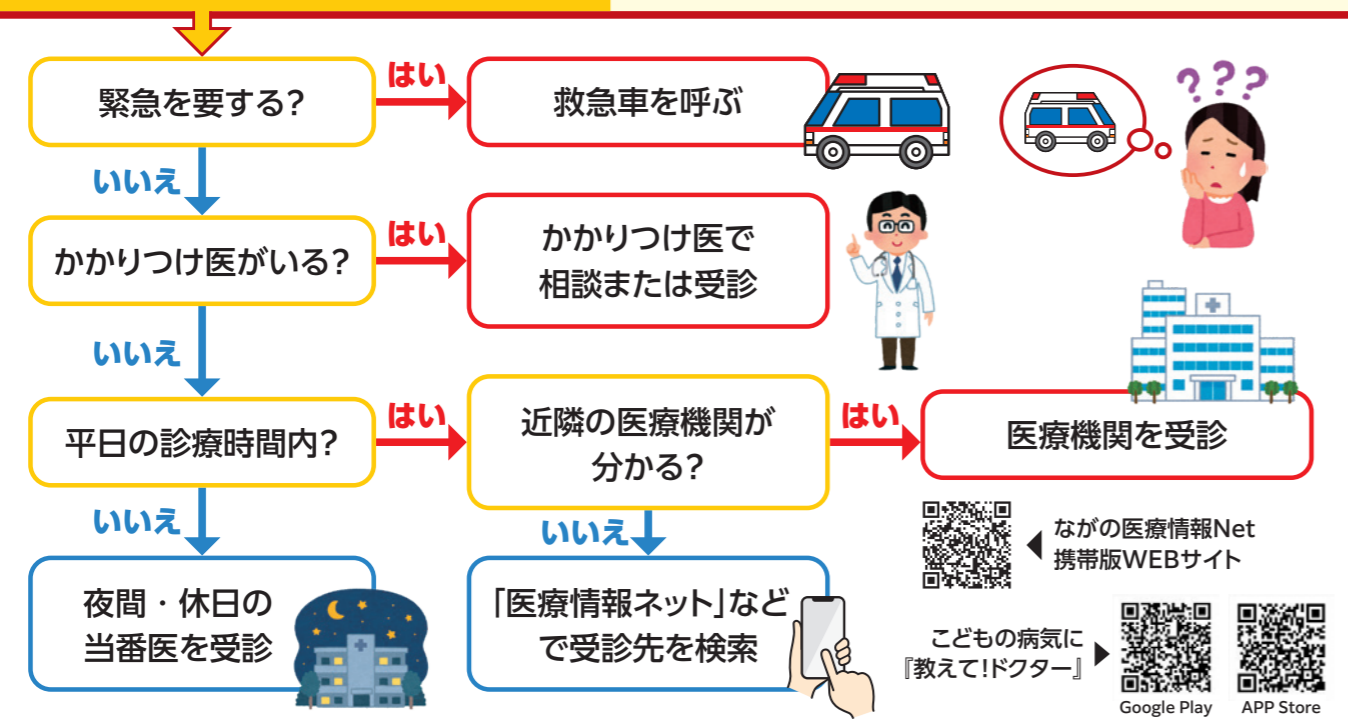 緊急を要する?
はい
救急車を呼ぶ
???
いいえ
かかりつけ医がいる?
はい
かかりつけ医で
相談または受診
いいえ
平日の診療時間内?
はい
近隣の医療機関が
分かる?
はい
医療機関を受診
いいえ
夜間・休日の
当番医を受診
いいえ
「医療情報ネット」など
で受診先を検索
ながの医療情報Net
携帯版WEBサイト
こどもの病気に
『教えて!ドクター』
Google Play
APP Store